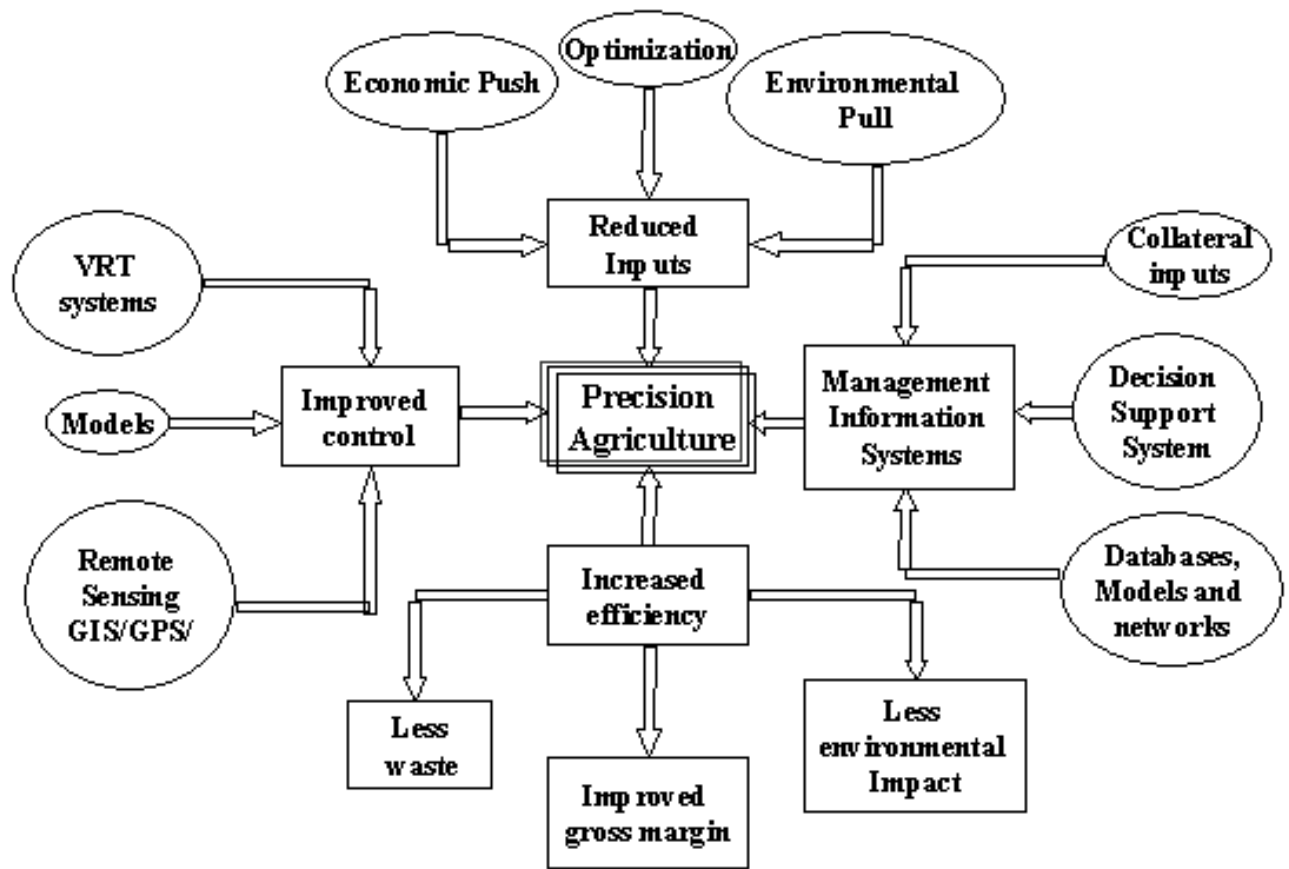 Optimization
Economic Push
Environmental
Pull
Reduced
Inputs
VRT
systems
Collateral
inputs
Models
Improved
control
Precision
Agriculture
Management
Information
Systems
Decision
Support
System
Remote
Sensing
GIS/GPS/
Increased
efficiency
Databases,
Models and
networks
Less
waste
Improved
gross margin
Less
environmental
Impact